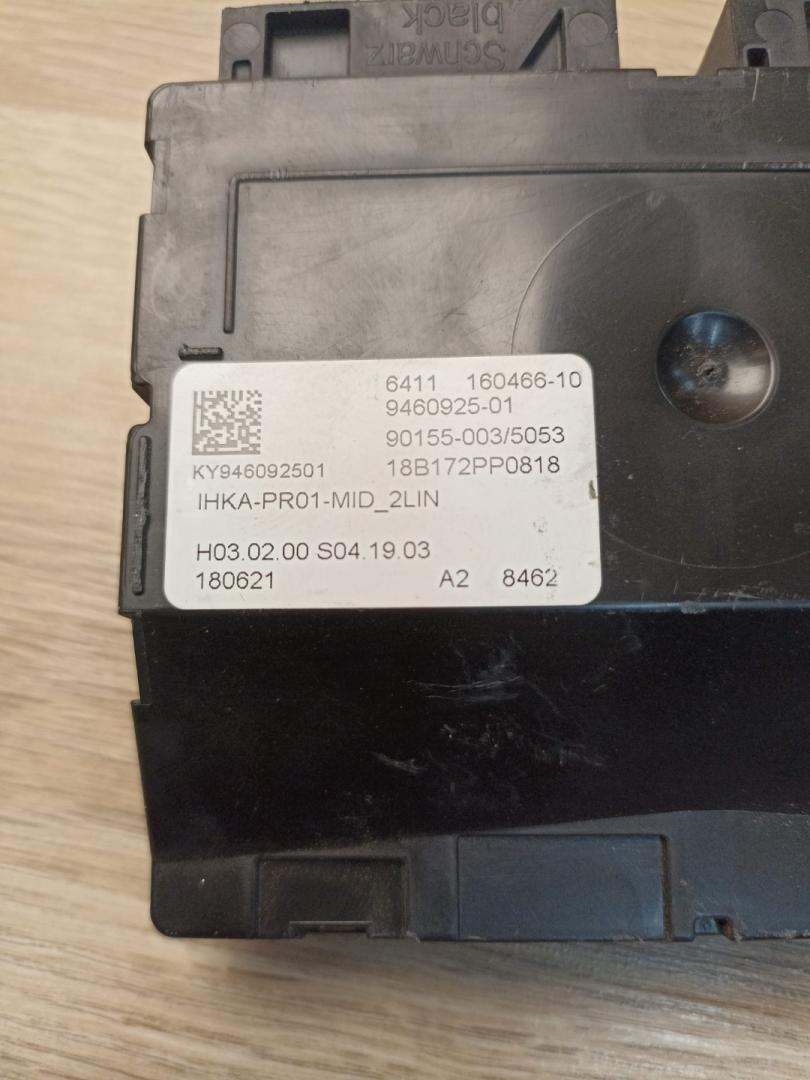 Schwarz
black
6411 160466-10
9460925-01
90155-003/5053
KY946092501 18B172PP0818
IHKA-PR01-MID_2LIN
H03.02.00 S04.19.03
180621 A2 8462